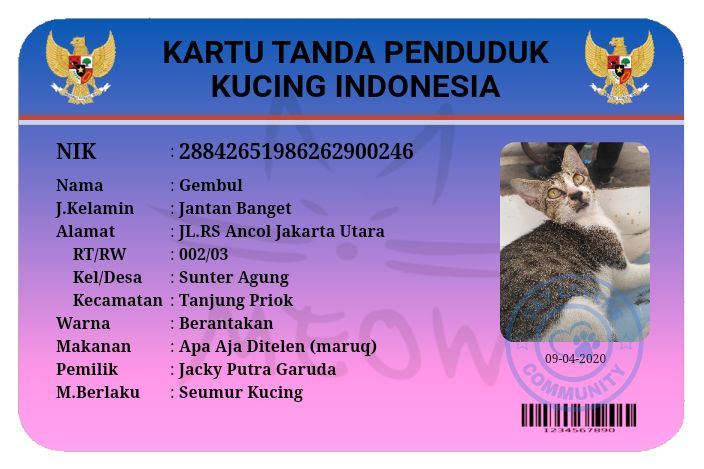 KARTU TANDA PENDUDUK
KUCING INDONESIA
NIK : 28842651986262900246
Nama : Gembul
J.Kelamin : Jantan Banget
Alamat : JL.RS Ancol Jakarta Utara
RT/RW : 002/03
Kel/Desa : Sunter Agung
Kecamatan : Tanjung Priok
Warna : Berantakan
Makanan : Apa Aja Ditelen (maruq)
Pemilik : Jacky Putra Garuda
M.Berlaku : Seumur Kucing
MEOW
09-04-2020
COMMUNITY
1234567890